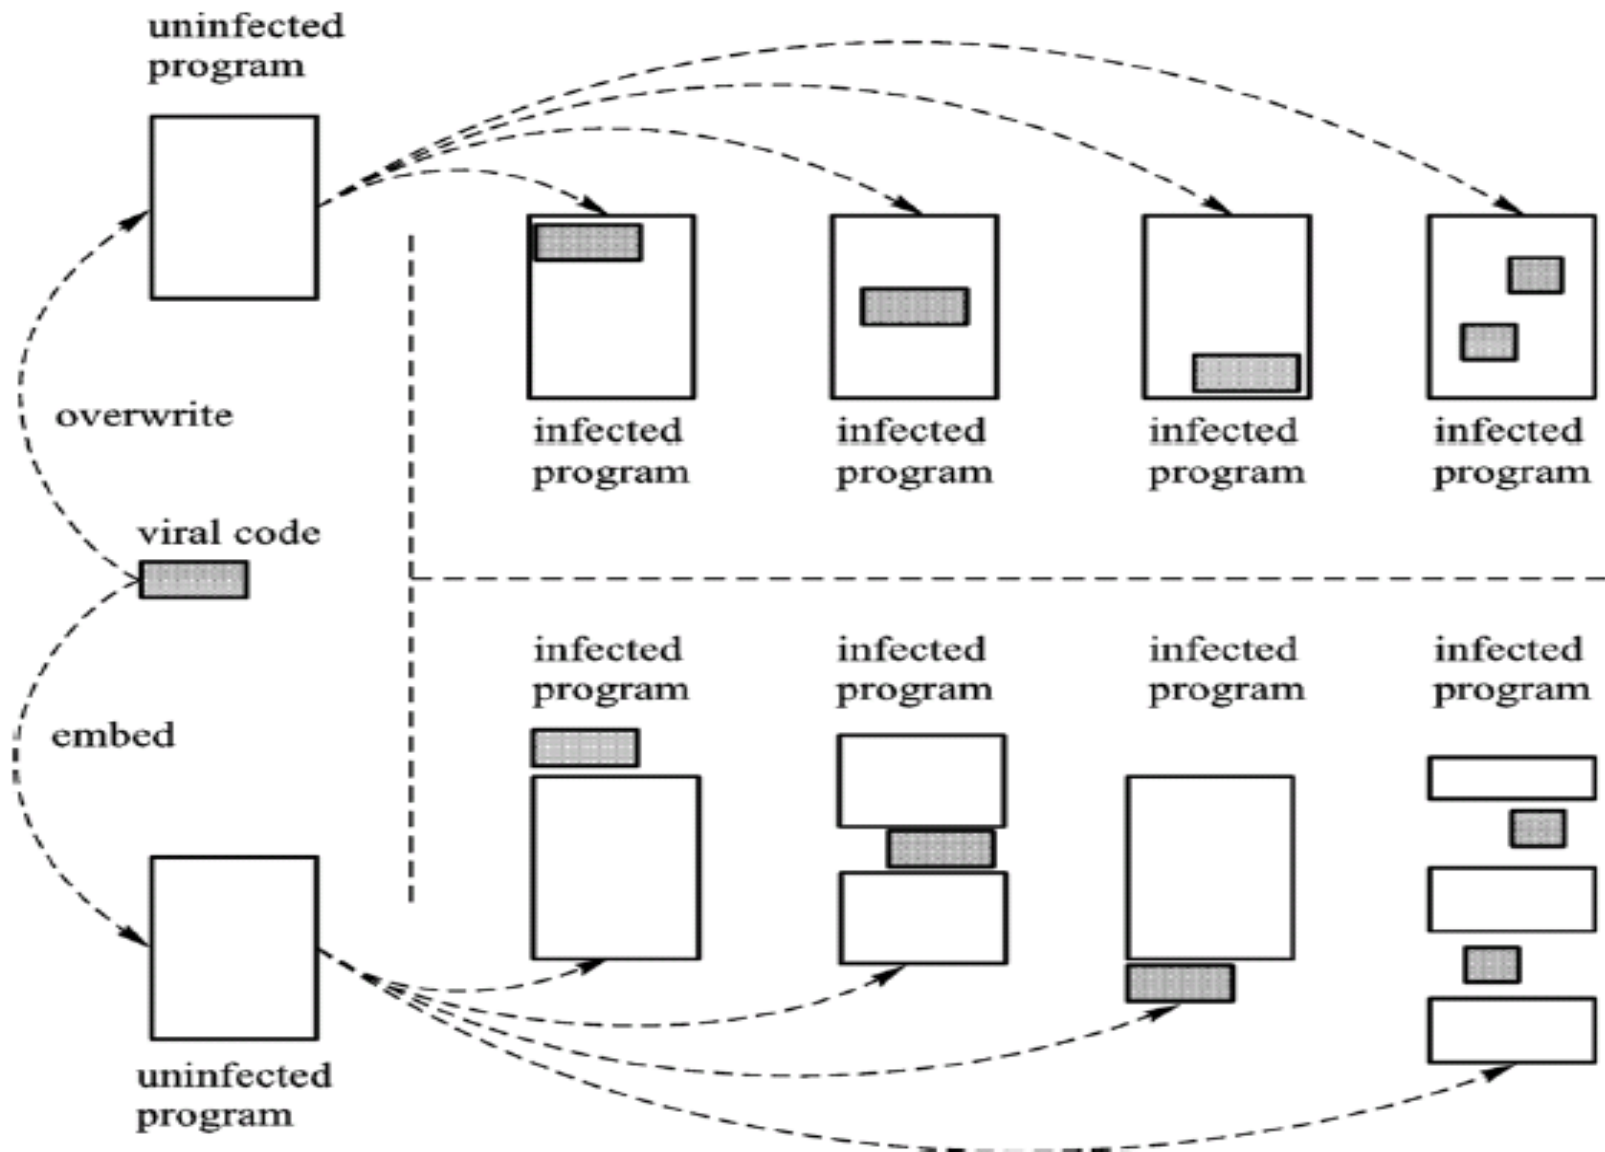 uninfected
program
overwrite
viral code
embed
uninfected
program
infected
program
infected
program
infected
program
infected
program
infected
program
infected
program
infected
program
infected
program